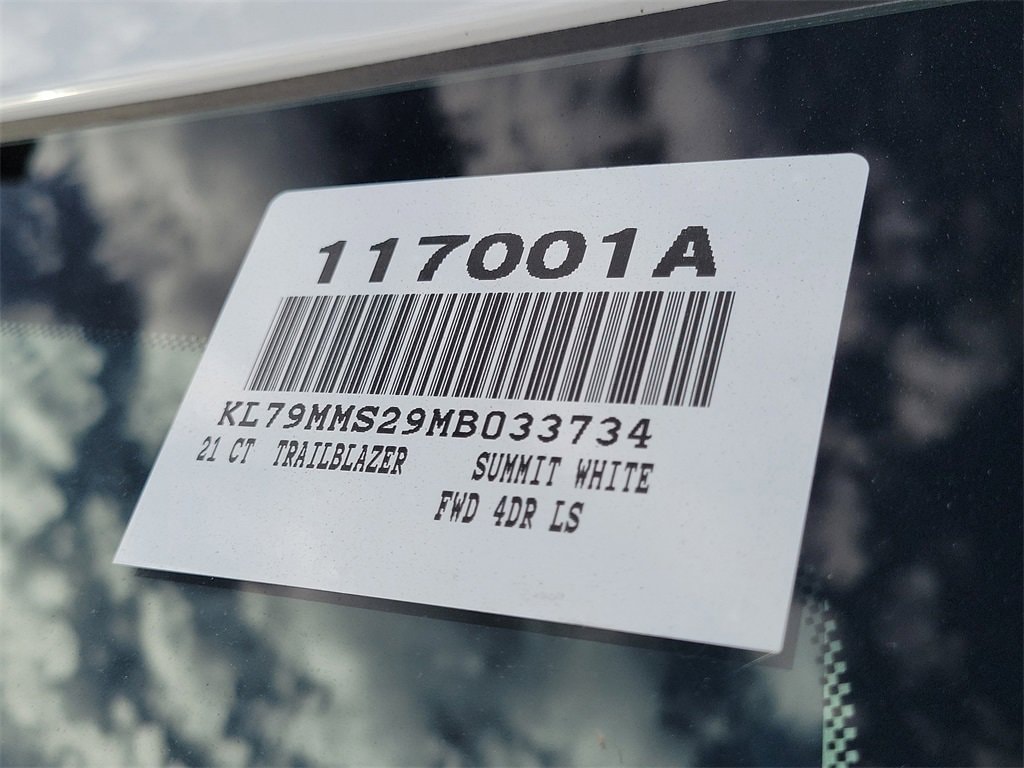 117001A
KL79MMS29MB033734
21 CT TRAILBLAZER SUMMIT WHITE
FWD 4DR LS